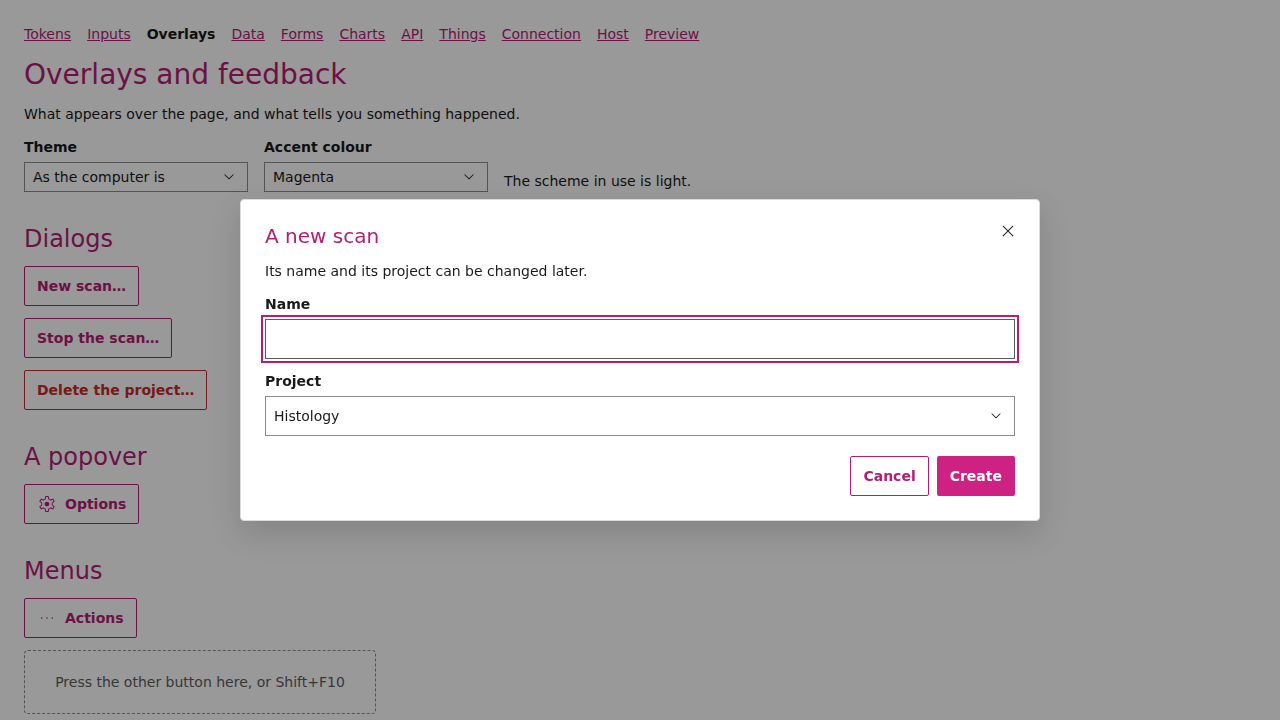 Tokens Inputs Overlays Data Forms Charts API Things Connection Host Preview
Overlays and feedback
What appears over the page, and what tells you something happened.
Theme Accent colour
As the computer is Magenta The scheme in use is light.
Dialogs
New scan…
Stop the scan…
Delete the project…
A popover
Options
Menus
Actions
Press the other button here, or Shift+F10
A new scan
Its name and its project can be changed later.
Name
Project
Histology
Cancel Create